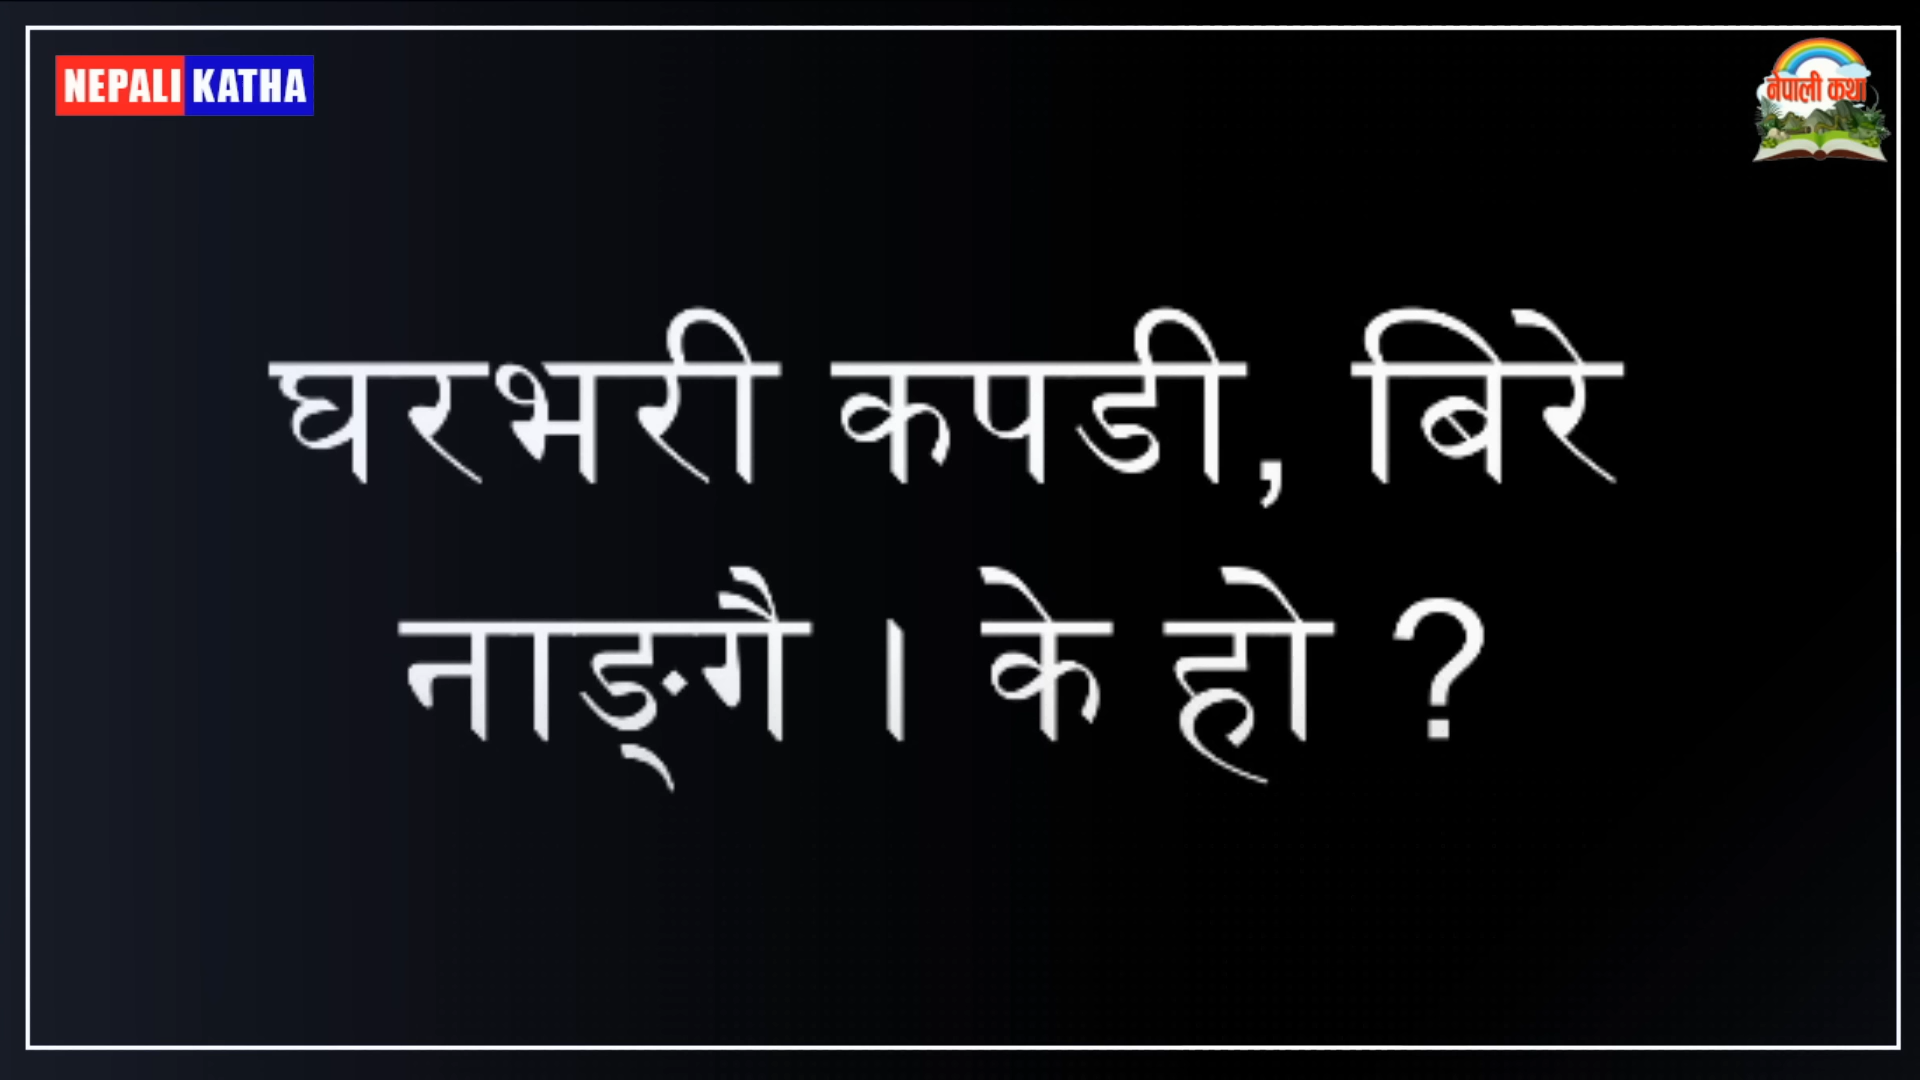 NEPALI KATHA
नेपाली कथा
घरभरी कपडी, बिरे
नाङ्गै । के हो ?